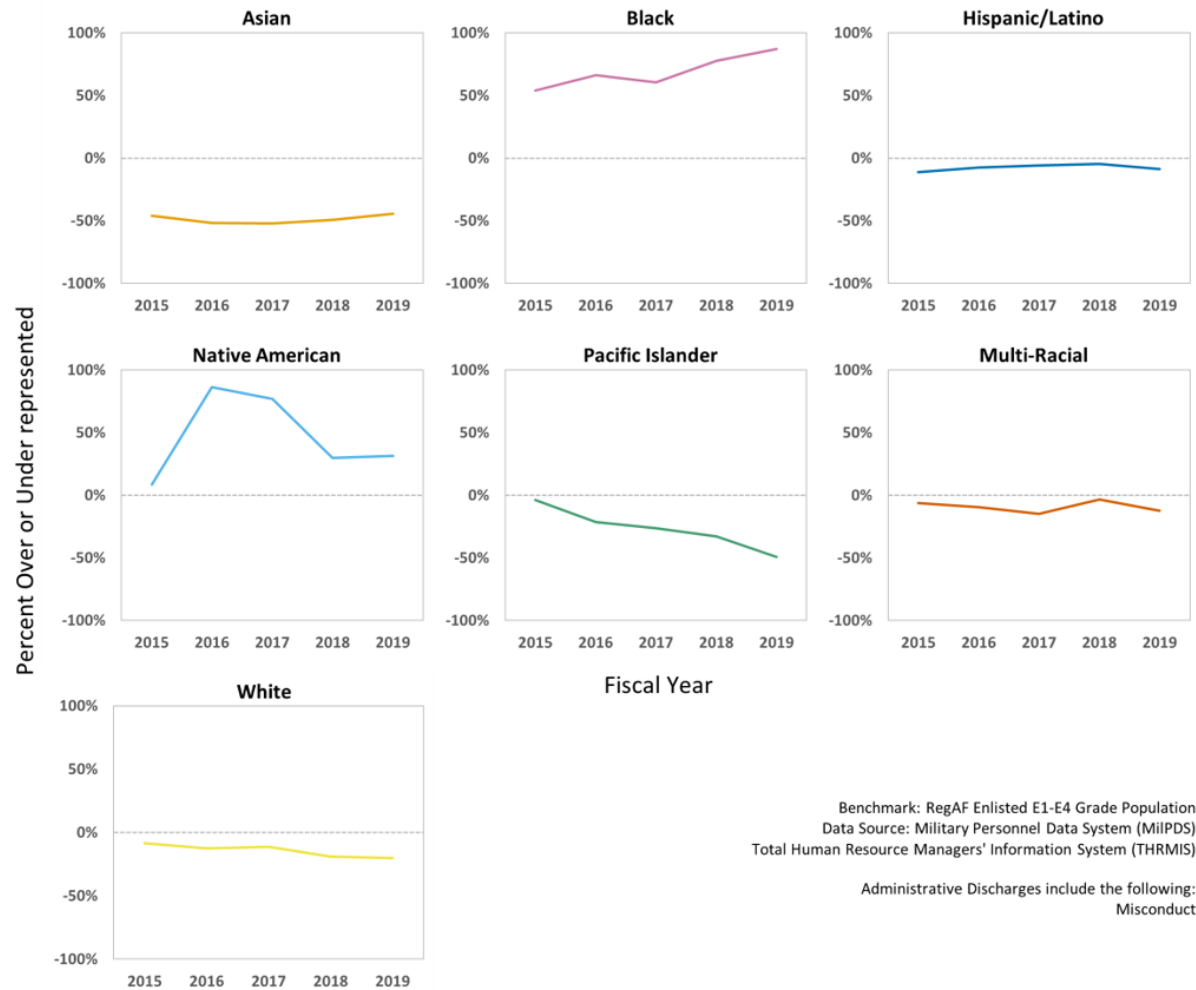 Asian
Black
Hispanic/Latino
100%
50%
0%
-50%
-100%
2015 2016 2017 2018 2019
100%
50%
0%
-50%
-100%
2015 2016 2017 2018 2019
100%
50%
0%
-50%
-100%
2015 2016 2017 2018 2019
Percent Over or Under represented
Native American
Pacific Islander
Multi-Racial
100%
50%
0%
-50%
-100%
2015 2016 2017 2018 2019
100%
50%
0%
-50%
-100%
2015 2016 2017 2018 2019
100%
50%
0%
-50%
-100%
2015 2016 2017 2018 2019
Fiscal Year
White
100%
50%
0%
-50%
-100%
2015 2016 2017 2018 2019
Benchmark: RegAF Enlisted E1-E4 Grade Population
Data Source: Military Personnel Data System (MilPDS)
Total Human Resource Managers' Information System (THRMIS)
Administrative Discharges include the following:
Misconduct